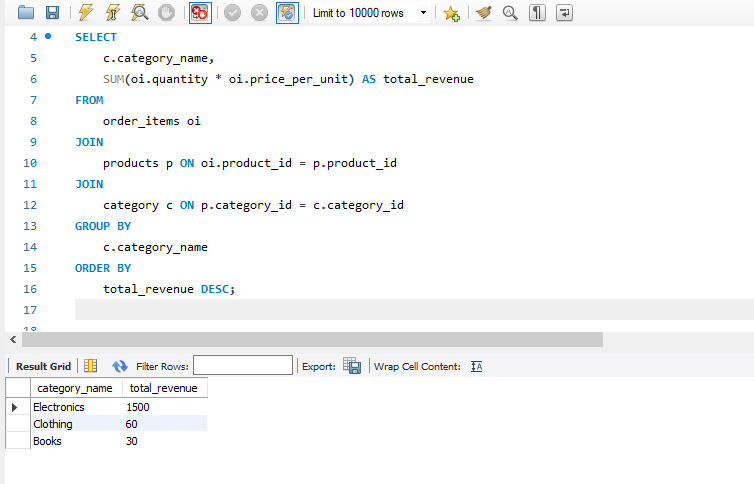 Limit to 10000 rows
4 SELECT
5 c.category_name,
6 SUM(oi.quantity * oi.price_per_unit) AS total_revenue
7 FROM
8 order_items oi
9 JOIN
10 products p ON oi.product_id = p.product_id
11 JOIN
12 category c ON p.category_id = c.category_id
13 GROUP BY
14 c.category_name
15 ORDER BY
16 total_revenue DESC;
17
18
Result Grid Filter Rows: Export: Wrap Cell Content: IA
category_name total_revenue
Electronics 1500
Clothing 60
Books 30